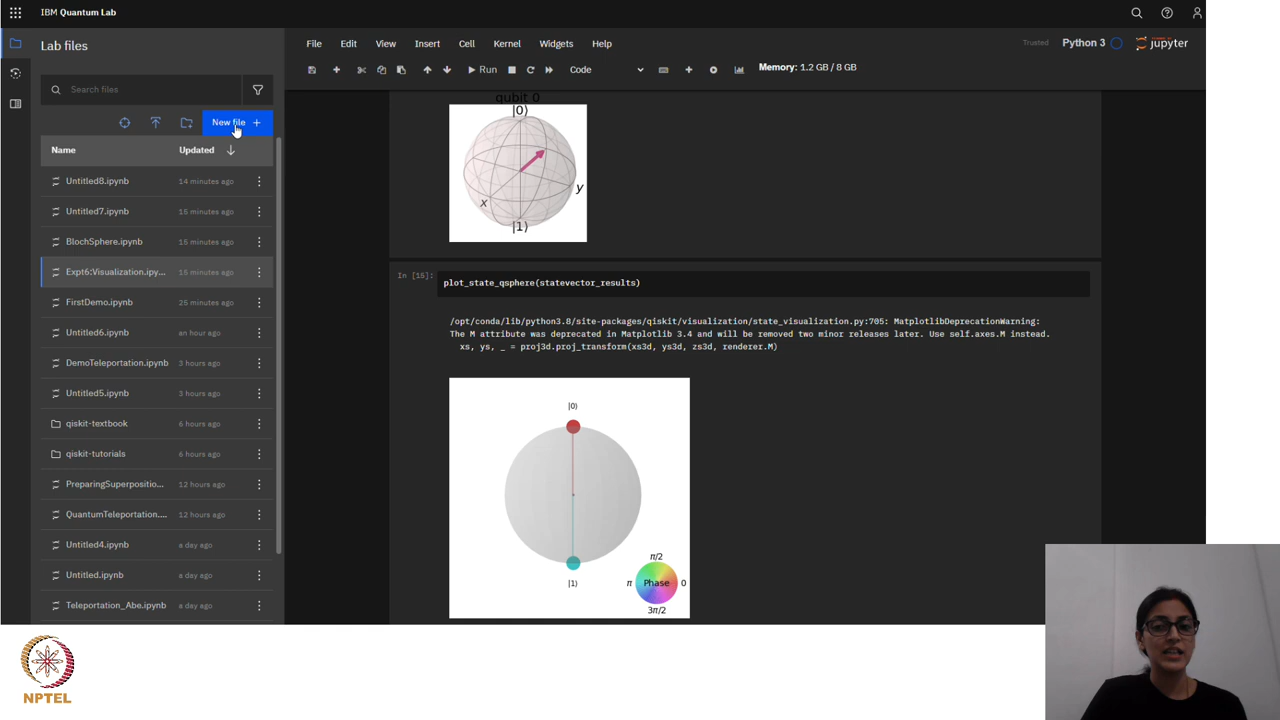 IBM Quantum Lab
Lab files
Search files
New file +
Name Updated
Untitled8.ipynb 14 minutes ago
Untitled7.ipynb 15 minutes ago
BlochSphere.ipynb 15 minutes ago
Expt6:Visualization.ipy... 15 minutes ago
FirstDemo.ipynb 25 minutes ago
Untitled6.ipynb an hour ago
DemoTeleportation.ipynb 3 hours ago
Untitled5.ipynb 3 hours ago
qiskit-textbook 6 hours ago
qiskit-tutorials 6 hours ago
PreparingSuperpositio... 12 hours ago
QuantumTeleportation.... 12 hours ago
Untitled4.ipynb a day ago
Untitled.ipynb a day ago
Teleportation_Abe.ipynb a day ago
File Edit View Insert Cell Kernel Widgets Help
Trusted Python 3 jupyter
Run Code Memory: 1.2 GB / 8 GB
qubit 0
|0⟩
x y
|1⟩
In [15]: plot_state_qsphere(statevector_results)
/opt/conda/lib/python3.8/site-packages/qiskit/visualization/state_visualization.py:705: MatplotlibDeprecationWarning:
The M attribute was deprecated in Matplotlib 3.4 and will be removed two minor releases later. Use self.axes.M instead.
xs, ys, _ = proj3d.proj_transform(xs3d, ys3d, zs3d, renderer.M)
|0⟩
|1⟩
π/2
π Phase 0
3π/2
NPTEL